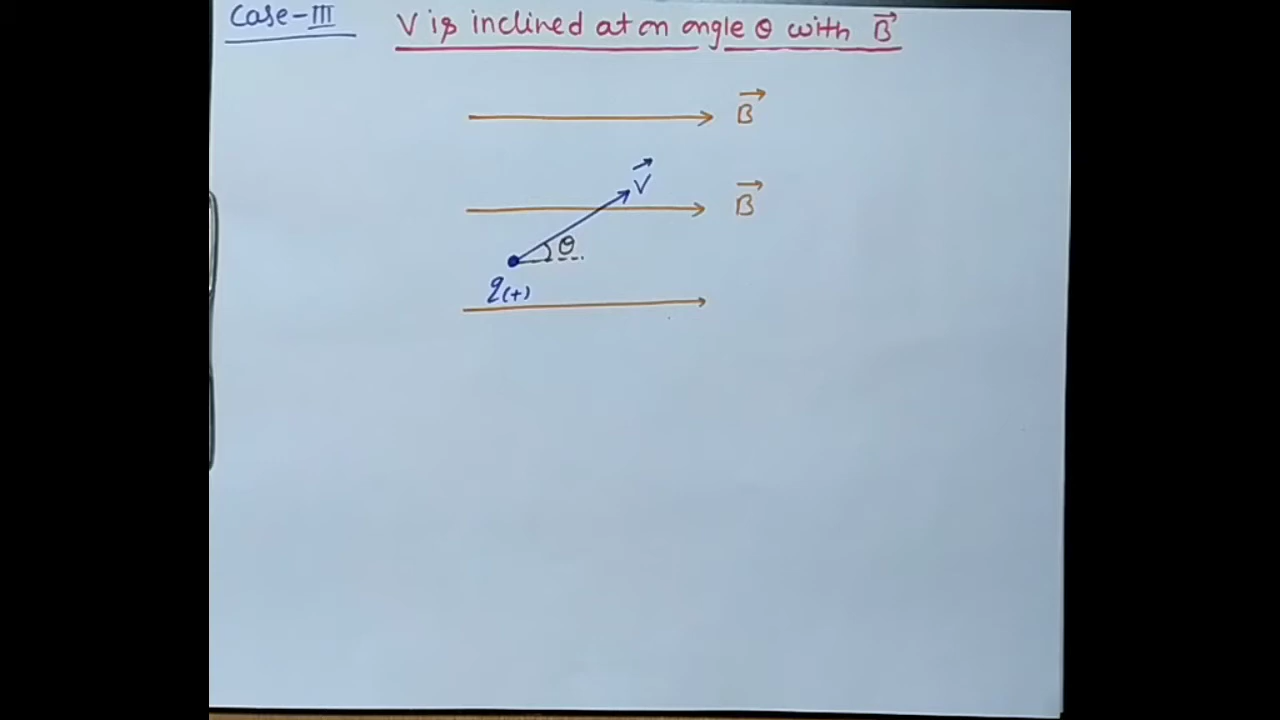 Case-III
V is inclined at an angle θ with B⃗
B⃗
V⃗
B⃗
θ
q(+)